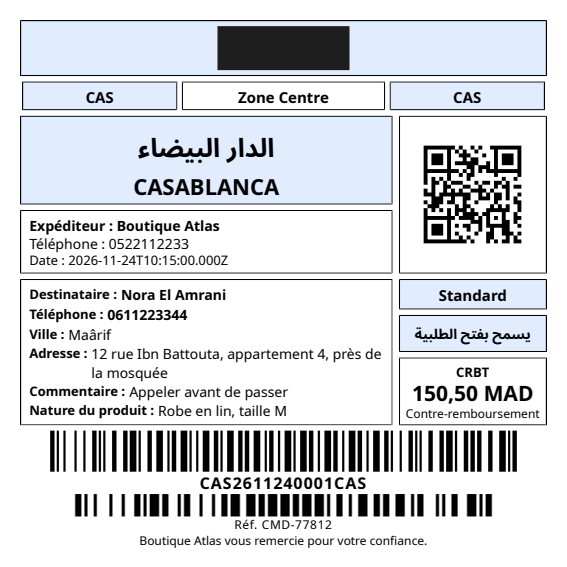 CAS
Zone Centre
CAS
الدار البيضاء
CASABLANCA
Expéditeur : Boutique Atlas
Téléphone : 0522112233
Date : 2026-11-24T10:15:00.000Z
Destinataire : Nora El Amrani
Téléphone : 0611223344
Ville : Maârif
Adresse : 12 rue Ibn Battouta, appartement 4, près de
la mosquée
Commentaire : Appeler avant de passer
Nature du produit : Robe en lin, taille M
Standard
يسمح بفتح الطلبية
CRBT
150,50 MAD
Contre-remboursement
CAS2611240001CAS
Réf. CMD-77812
Boutique Atlas vous remercie pour votre confiance.